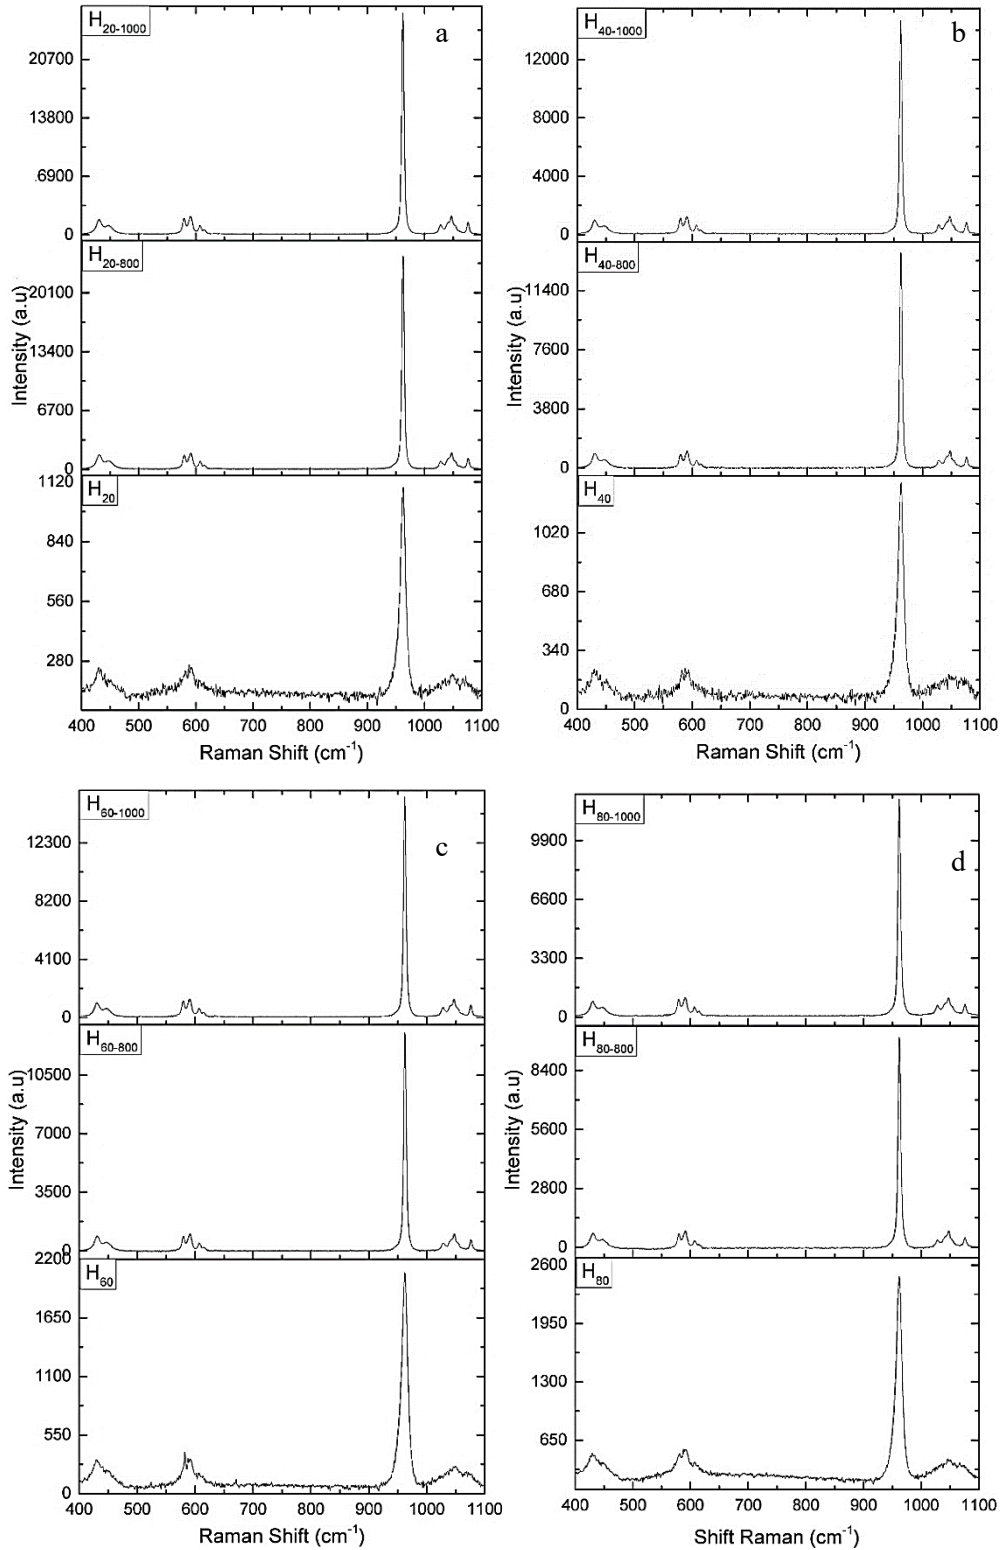 H20-1000
a
20700
13800
6900
0
H20-800
20100
13400
6700
0
Intensity (a.u)
H20
1120
840
560
280
400 500 600 700 800 900 1000 1100
Raman Shift (cm-1)
H40-1000
b
12000
8000
4000
0
H40-800
11400
7600
3800
0
Intensity (a.u)
H40
1020
680
340
0
400 500 600 700 800 900 1000 1100
Raman Shift (cm-1)
H60-1000
c
12300
8200
4100
0
H60-800
10500
7000
3500
0
Intensity (a.u)
H60
2200
1650
1100
550
0
400 500 600 700 800 900 1000 1100
Raman Shift (cm-1)
H80-1000
d
9900
6600
3300
0
H80-800
8400
5600
2800
0
Intensity (a.u)
H80
2600
1950
1300
650
400 500 600 700 800 900 1000 1100
Shift Raman (cm-1)